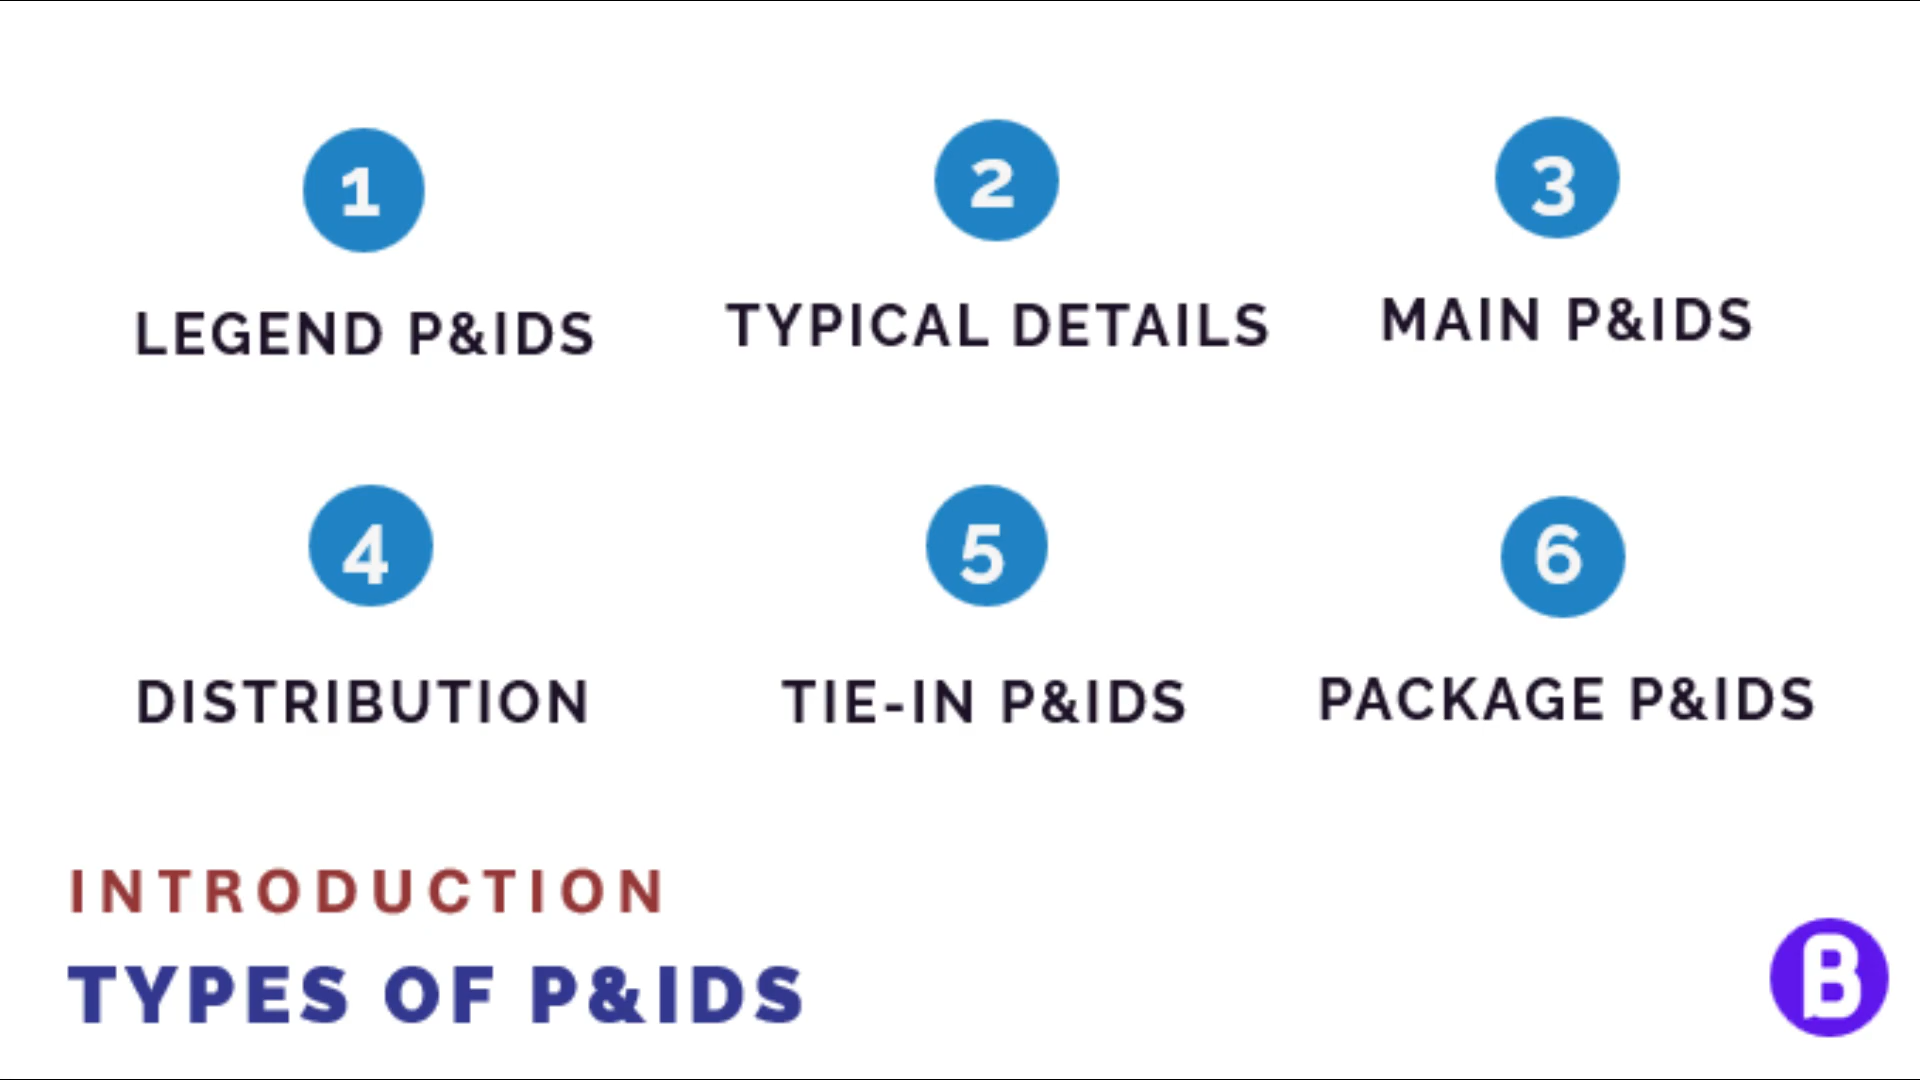 1
LEGEND P&IDS
2
TYPICAL DETAILS
3
MAIN P&IDS
4
DISTRIBUTION
5
TIE-IN P&IDS
6
PACKAGE P&IDS
INTRODUCTION
TYPES OF P&IDS
B